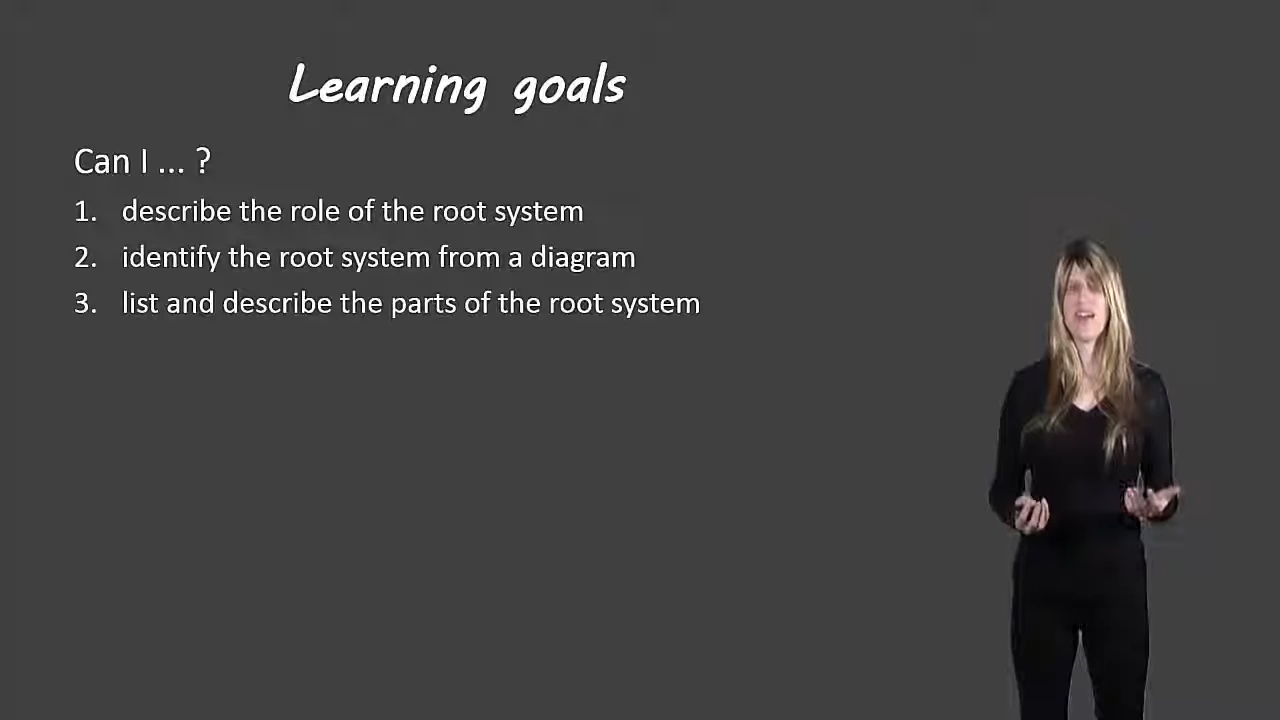 Learning goals
Can I ... ?
1. describe the role of the root system
2. identify the root system from a diagram
3. list and describe the parts of the root system